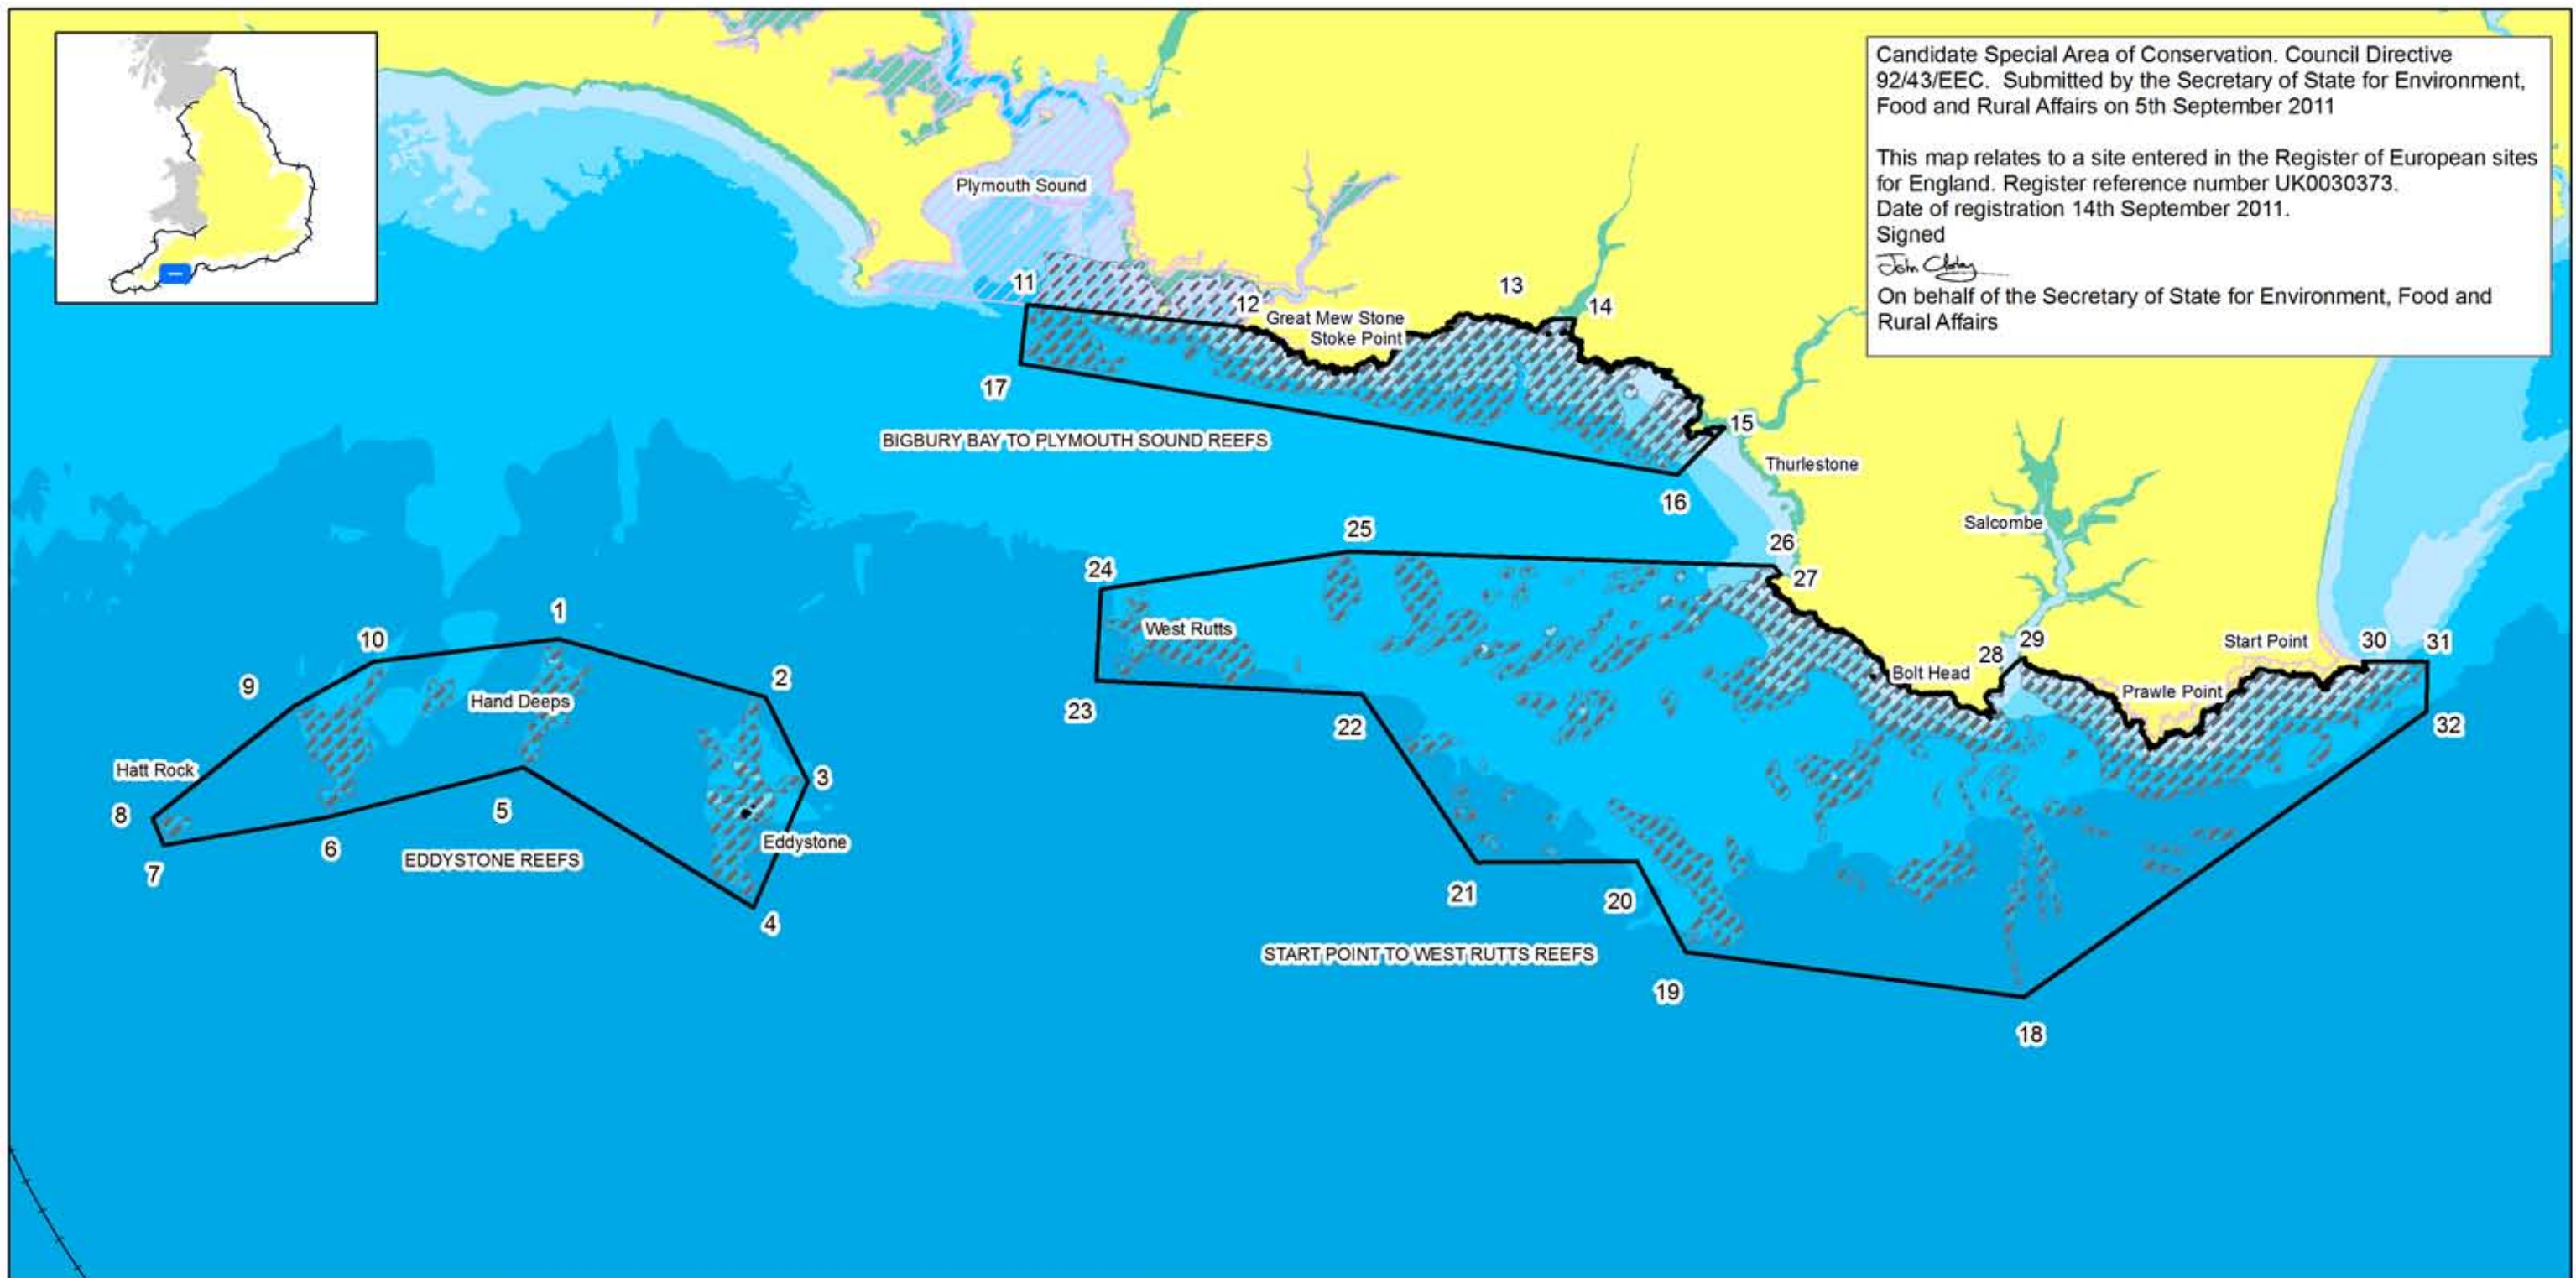 Candidate Special Area of Conservation. Council Directive
92/43/EEC. Submitted by the Secretary of State for Environment,
Food and Rural Affairs on 5th September 2011
This map relates to a site entered in the Register of European sites
for England. Register reference number UK0030373.
Date of registration 14th September 2011.
Signed
On behalf of the Secretary of State for Environment, Food and
Rural Affairs
Plymouth Sound
11
12
13
14
Great Mew Stone
Stoke Point
17
15
BIGBURY BAY TO PLYMOUTH SOUND REEFS
Thurlestone
16
Salcombe
25
26
24
27
1
West Rutts
10
29
Start Point
30
31
28
Bolt Head
2
9
Hand Deeps
Prawle Point
23
22
32
Hatt Rock
3
8
5
Eddystone
6
EDDYSTONE REEFS
7
21
20
4
START POINT TO WEST RUTTS REEFS
19
18